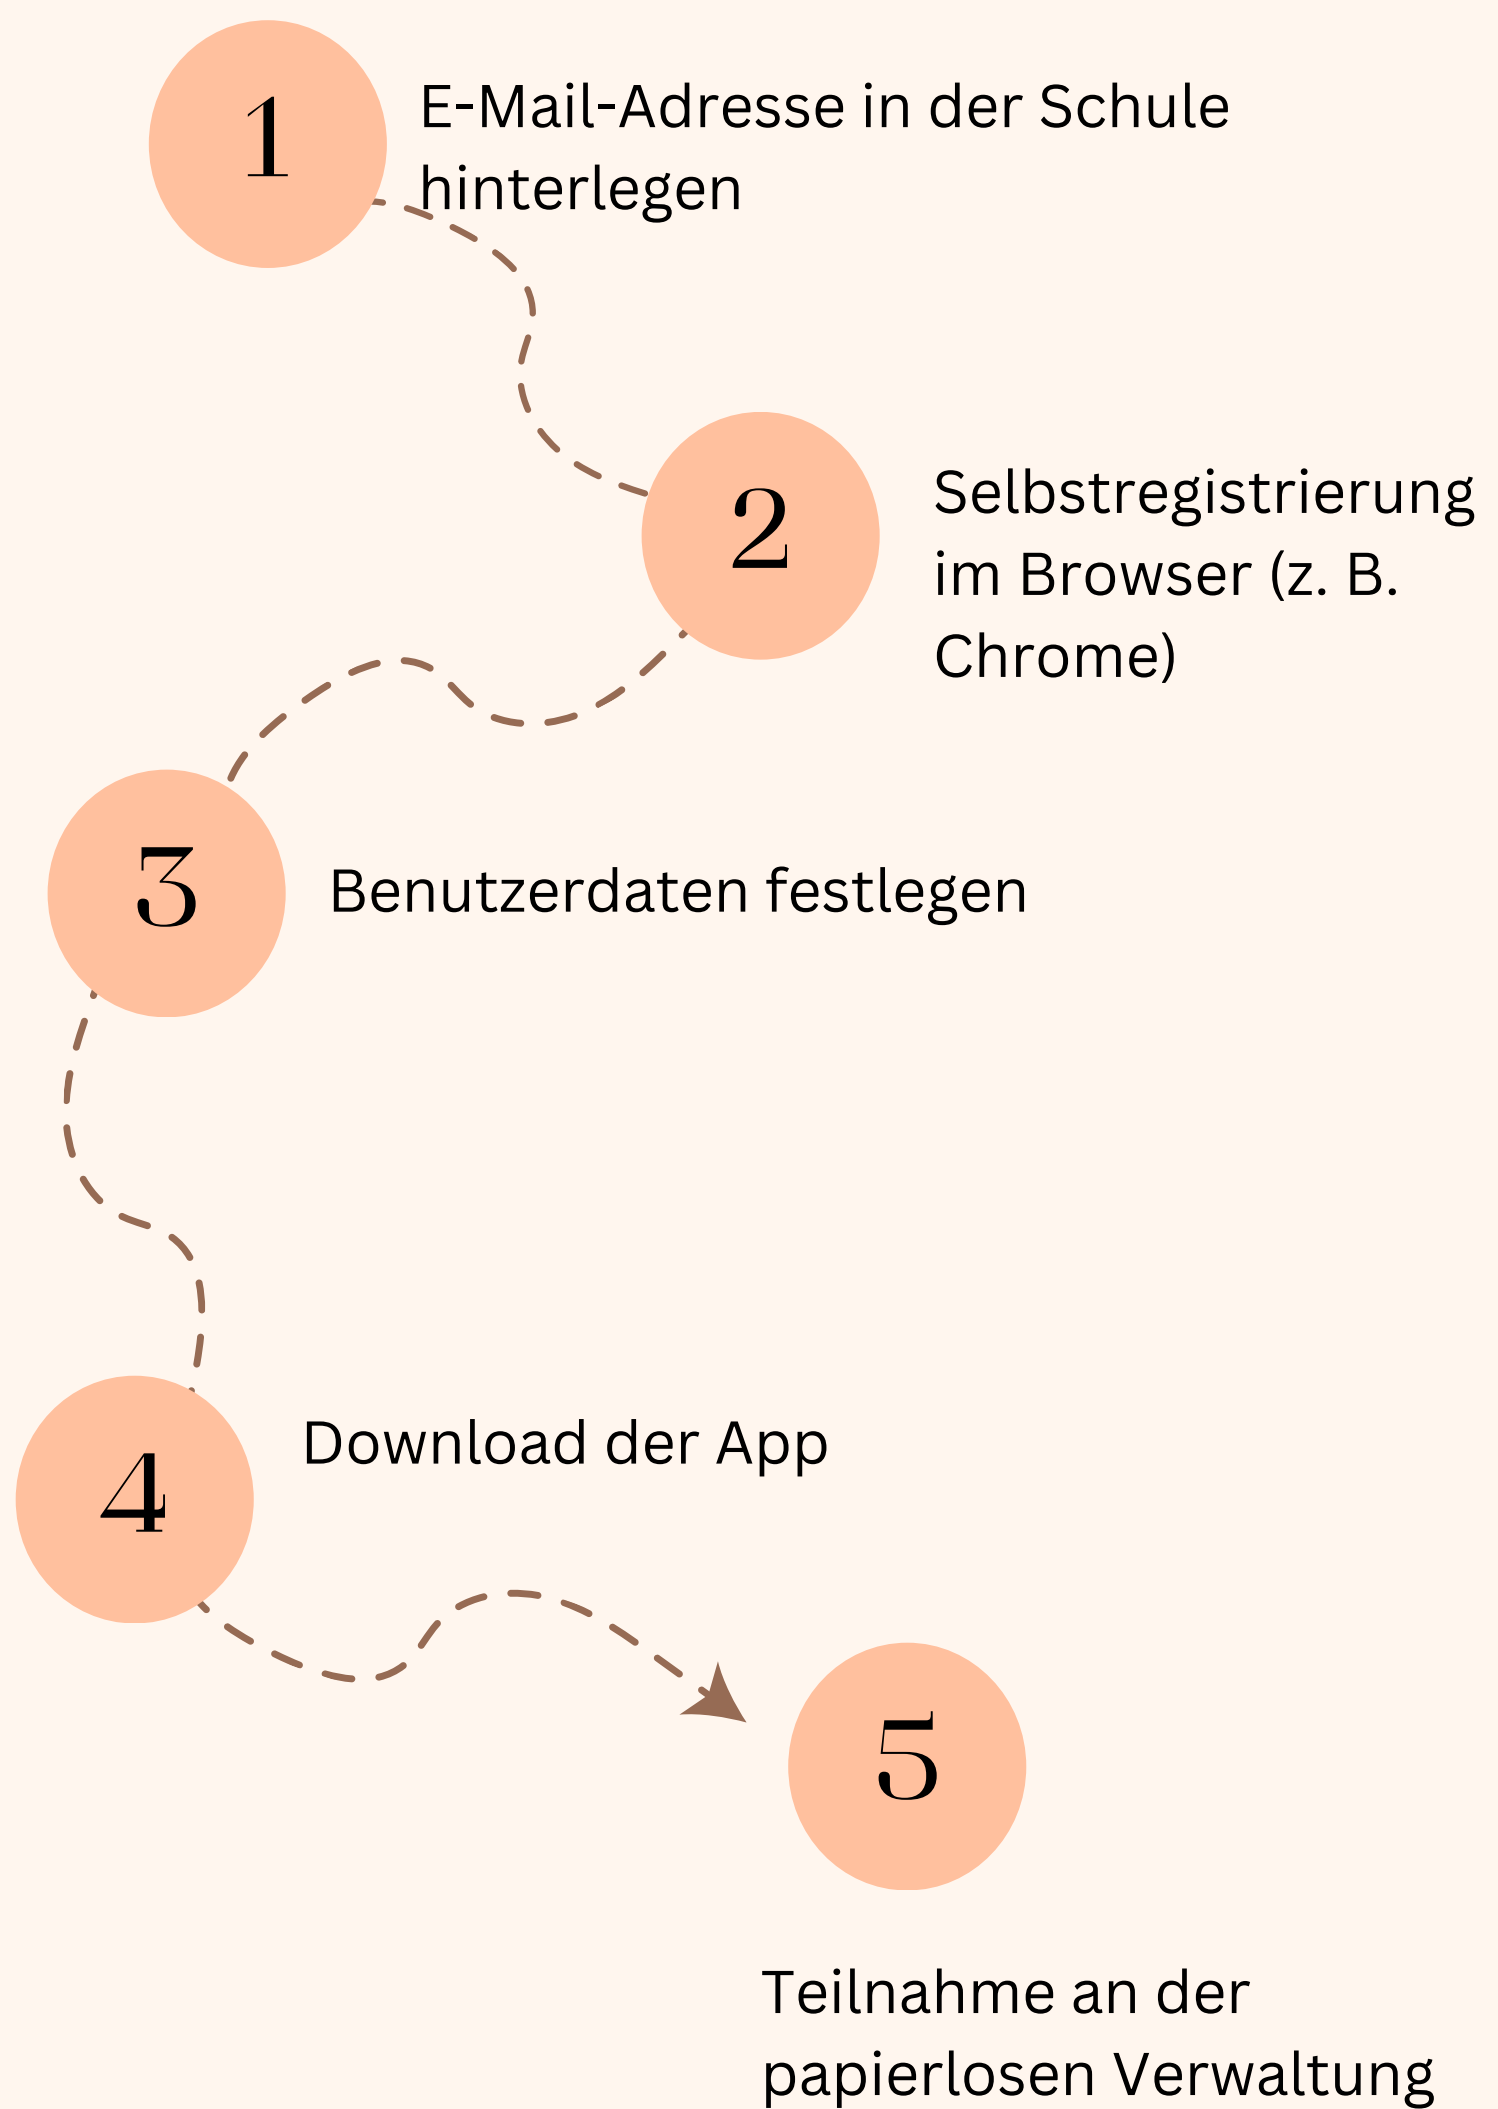 1
E-Mail-Adresse in der Schule
hinterlegen
2
Selbstregistrierung
im Browser (z. B.
Chrome)
3
Benutzerdaten festlegen
4
Download der App
5
Teilnahme an der
papierlosen Verwaltung